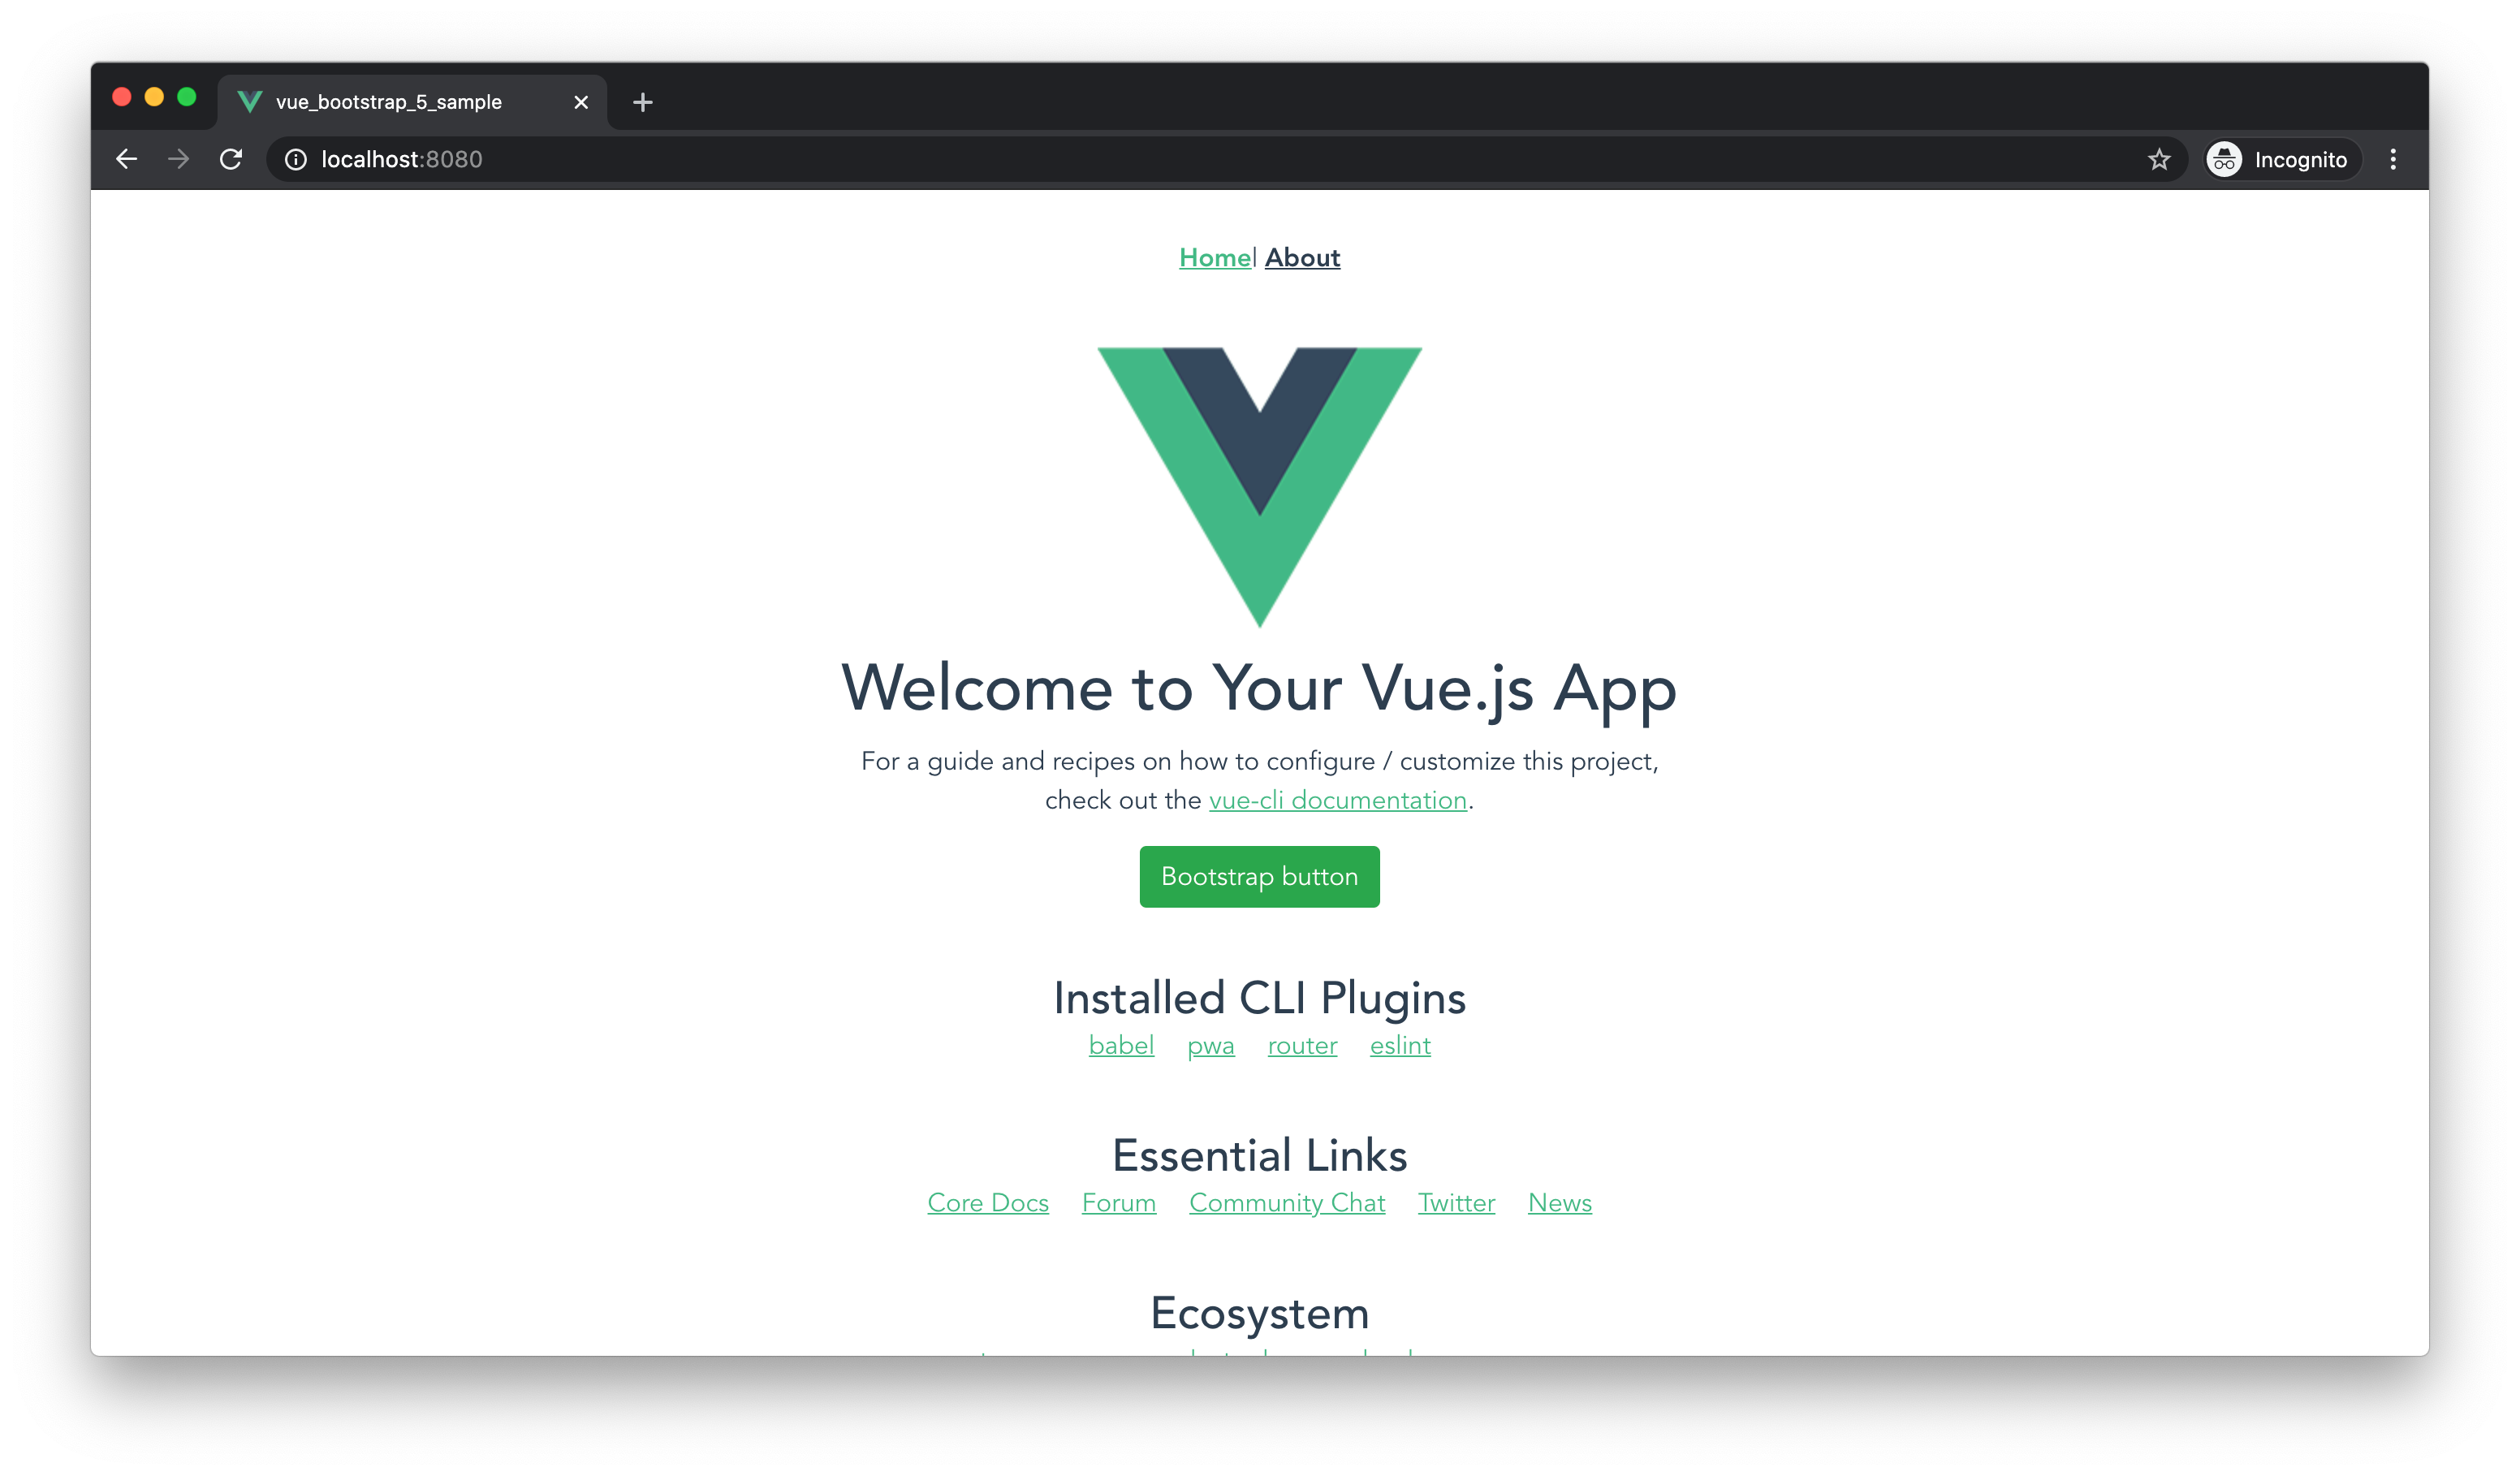 vue_bootstrap_5_sample
localhost:8080
Incognito
Home| About
Welcome to Your Vue.js App
For a guide and recipes on how to configure / customize this project,
check out the vue-cli documentation.
Bootstrap button
Installed CLI Plugins
babel pwa router eslint
Essential Links
Core Docs Forum Community Chat Twitter News
Ecosystem